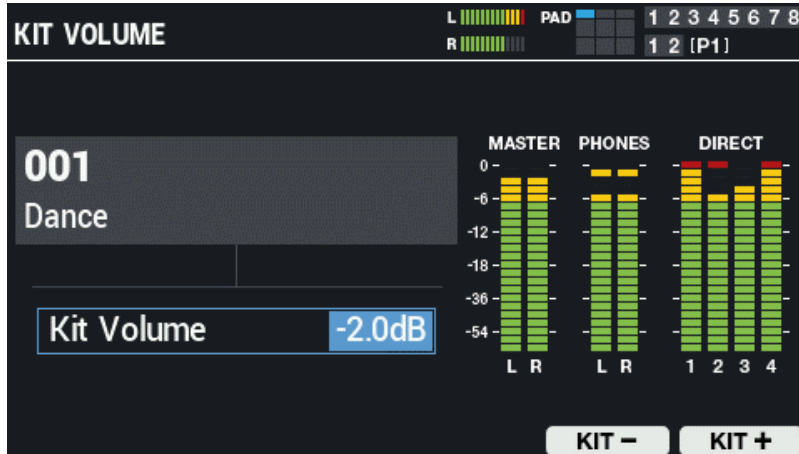 KIT VOLUME
L PAD 1 2 3 4 5 6 7 8
R 1 2 [P1]
MASTER PHONES DIRECT
001
Dance
0
-6
-12
-18
-36
-54
Kit Volume -2.0dB
L R L R 1 2 3 4
KIT − KIT +